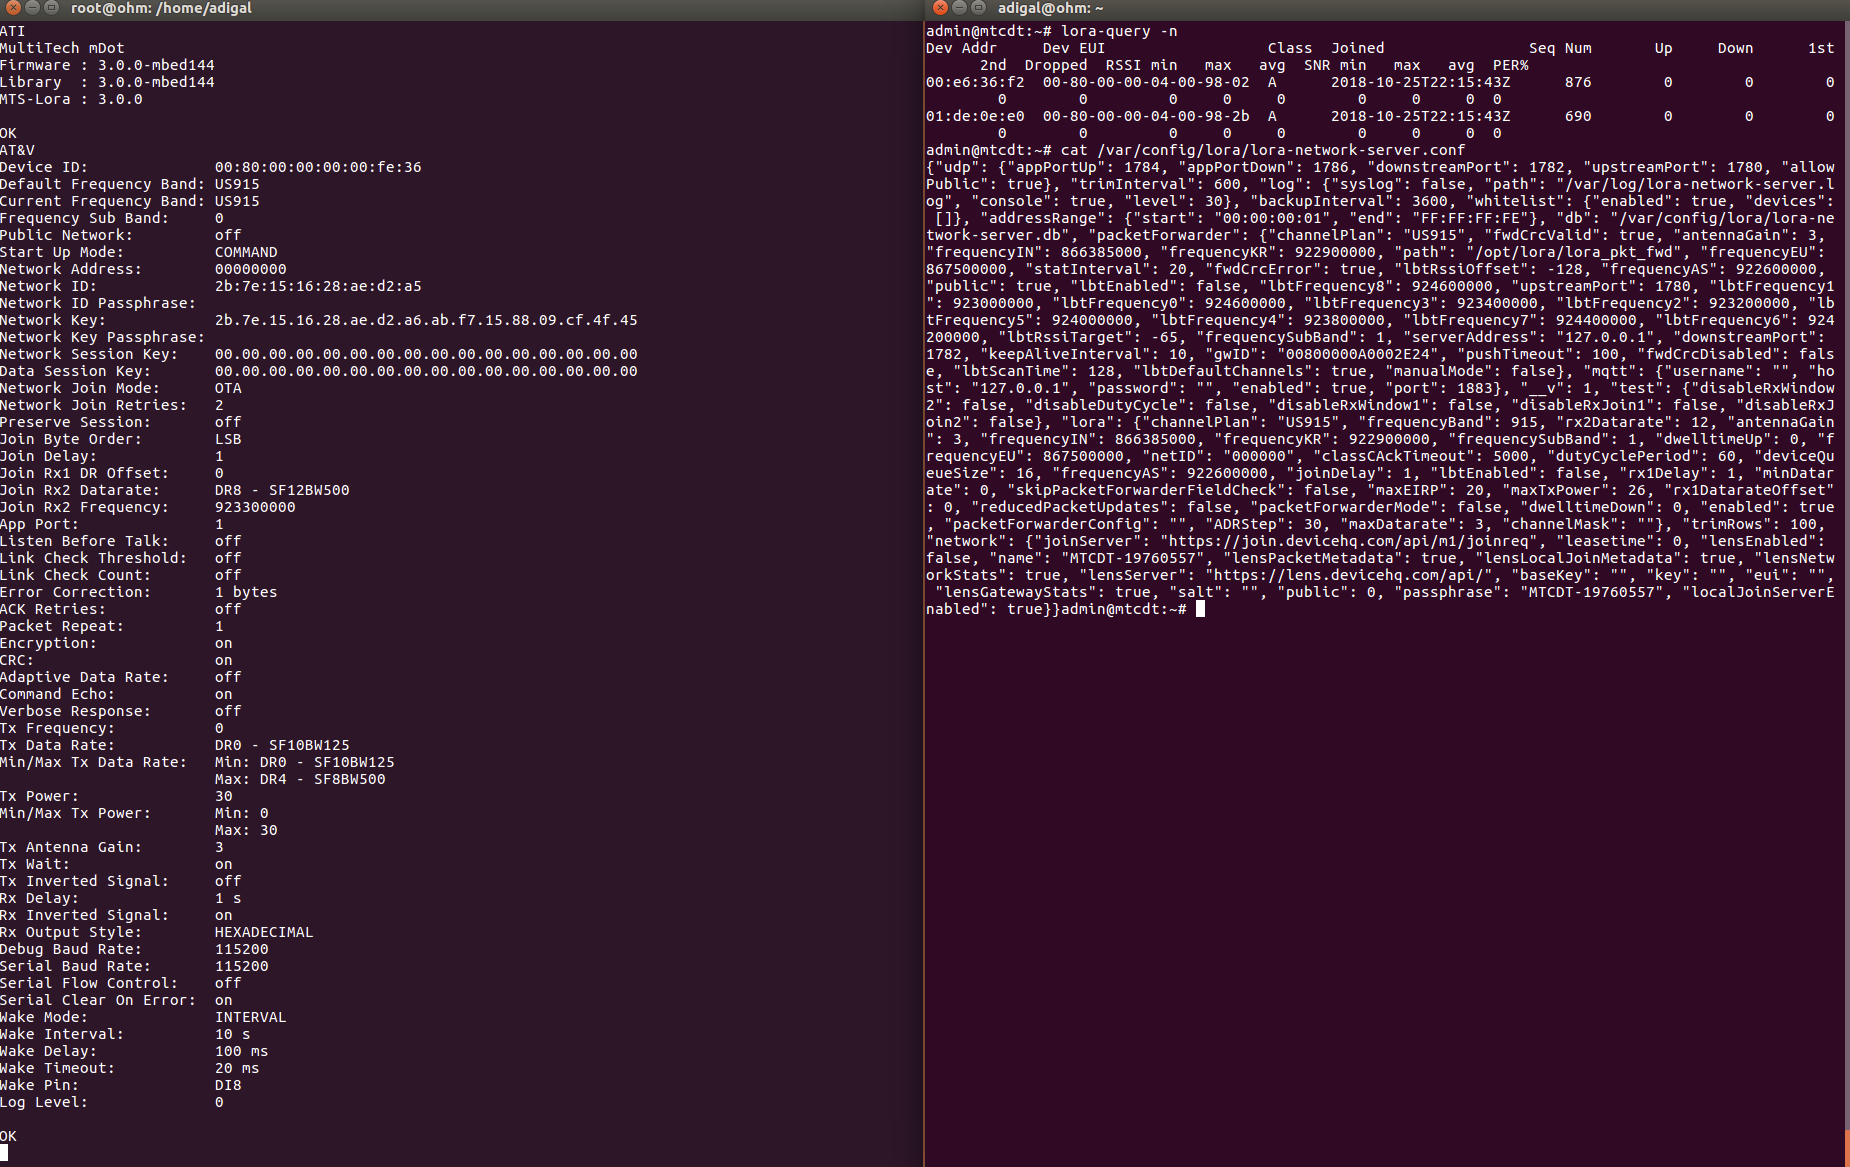 root@ohm: /home/adigal
ATI
MultiTech mDot
Firmware : 3.0.0-mbed144
Library  : 3.0.0-mbed144
MTS-Lora : 3.0.0
OK
AT&V
Device ID: 00:80:00:00:00:00:fe:36
Default Frequency Band: US915
Current Frequency Band: US915
Frequency Sub Band: 0
Public Network: off
Start Up Mode: COMMAND
Network Address: 00000000
Network ID: 2b:7e:15:16:28:ae:d2:a5
Network ID Passphrase:
Network Key: 2b.7e.15.16.28.ae.d2.a6.ab.f7.15.88.09.cf.4f.45
Network Key Passphrase:
Network Session Key: 00.00.00.00.00.00.00.00.00.00.00.00.00.00.00.00
Data Session Key: 00.00.00.00.00.00.00.00.00.00.00.00.00.00.00.00
Network Join Mode: OTA
Network Join Retries: 2
Preserve Session: off
Join Byte Order: LSB
Join Delay: 1
Join Rx1 DR Offset: 0
Join Rx2 Datarate: DR8 - SF12BW500
Join Rx2 Frequency: 923300000
App Port: 1
Listen Before Talk: off
Link Check Threshold: off
Link Check Count: off
Error Correction: 1 bytes
ACK Retries: off
Packet Repeat: 1
Encryption: on
CRC: on
Adaptive Data Rate: off
Command Echo: on
Verbose Response: off
Tx Frequency: 0
Tx Data Rate: DR0 - SF10BW125
Min/Max Tx Data Rate: Min: DR0 - SF10BW125
Max: DR4 - SF8BW500
Tx Power: 30
Min/Max Tx Power: Min: 0
Max: 30
Tx Antenna Gain: 3
Tx Wait: on
Tx Inverted Signal: off
Rx Delay: 1 s
Rx Inverted Signal: on
Rx Output Style: HEXADECIMAL
Debug Baud Rate: 115200
Serial Baud Rate: 115200
Serial Flow Control: off
Serial Clear On Error: on
Wake Mode: INTERVAL
Wake Interval: 10 s
Wake Delay: 100 ms
Wake Timeout: 20 ms
Wake Pin: DI8
Log Level: 0
OK
adigal@ohm: ~
admin@mtcdt:~# lora-query -n
Dev Addr Dev EUI Class Joined Seq Num Up Down 1st
2nd Dropped RSSI min max avg SNR min max avg PER%
00:e6:36:f2 00-80-00-00-04-00-98-02 A 2018-10-25T22:15:43Z 876 0 0 0
0 0 0 0 0 0 0 0 0
01:de:0e:e0 00-80-00-00-04-00-98-2b A 2018-10-25T22:15:43Z 690 0 0 0
0 0 0 0 0 0 0 0 0
admin@mtcdt:~# cat /var/config/lora/lora-network-server.conf
{"udp": {"appPortUp": 1784, "appPortDown": 1786, "downstreamPort": 1782, "upstreamPort": 1780, "allow
Public": true}, "trimInterval": 600, "log": {"syslog": false, "path": "/var/log/lora-network-server.l
og", "console": true, "level": 30}, "backupInterval": 3600, "whitelist": {"enabled": true, "devices":
 []}, "addressRange": {"start": "00:00:00:01", "end": "FF:FF:FF:FE"}, "db": "/var/config/lora/lora-ne
twork-server.db", "packetForwarder": {"channelPlan": "US915", "fwdCrcValid": true, "antennaGain": 3,
"frequencyIN": 866385000, "frequencyKR": 922900000, "path": "/opt/lora/lora_pkt_fwd", "frequencyEU":
867500000, "statInterval": 20, "fwdCrcError": true, "lbtRssiOffset": -128, "frequencyAS": 922600000,
"public": true, "lbtEnabled": false, "lbtFrequency8": 924600000, "upstreamPort": 1780, "lbtFrequency1
": 923000000, "lbtFrequency0": 924600000, "lbtFrequency3": 923400000, "lbtFrequency2": 923200000, "lb
tFrequency5": 924000000, "lbtFrequency4": 923800000, "lbtFrequency7": 924400000, "lbtFrequency6": 924
200000, "lbtRssiTarget": -65, "frequencySubBand": 1, "serverAddress": "127.0.0.1", "downstreamPort":
1782, "keepAliveInterval": 10, "gwID": "00800000A0002E24", "pushTimeout": 100, "fwdCrcDisabled": fals
e, "lbtScanTime": 128, "lbtDefaultChannels": true, "manualMode": false}, "mqtt": {"username": "", "ho
st": "127.0.0.1", "password": "", "enabled": true, "port": 1883}, "__v": 1, "test": {"disableRxWindow
2": false, "disableDutyCycle": false, "disableRxWindow1": false, "disableRxJoin1": false, "disableRxJ
oin2": false}, "lora": {"channelPlan": "US915", "frequencyBand": 915, "rx2Datarate": 12, "antennaGain
": 3, "frequencyIN": 866385000, "frequencyKR": 922900000, "frequencySubBand": 1, "dwelltimeUp": 0, "f
requencyEU": 867500000, "netID": "000000", "classCAckTimeout": 5000, "dutyCyclePeriod": 60, "deviceQu
eueSize": 16, "frequencyAS": 922600000, "joinDelay": 1, "lbtEnabled": false, "rx1Delay": 1, "minDatar
ate": 0, "skipPacketForwarderFieldCheck": false, "maxEIRP": 20, "maxTxPower": 26, "rx1DatarateOffset"
: 0, "reducedPacketUpdates": false, "packetForwarderMode": false, "dwelltimeDown": 0, "enabled": true
, "packetForwarderConfig": "", "ADRStep": 30, "maxDatarate": 3, "channelMask": ""}, "trimRows": 100,
"network": {"joinServer": "https://join.devicehq.com/api/m1/joinreq", "leasetime": 0, "lensEnabled":
false, "name": "MTCDT-19760557", "lensPacketMetadata": true, "lensLocalJoinMetadata": true, "lensNetw
orkStats": true, "lensServer": "https://lens.devicehq.com/api/", "baseKey": "", "key": "", "eui": "",
 "lensGatewayStats": true, "salt": "", "public": 0, "passphrase": "MTCDT-19760557", "localJoinServerE
nabled": true}}admin@mtcdt:~#